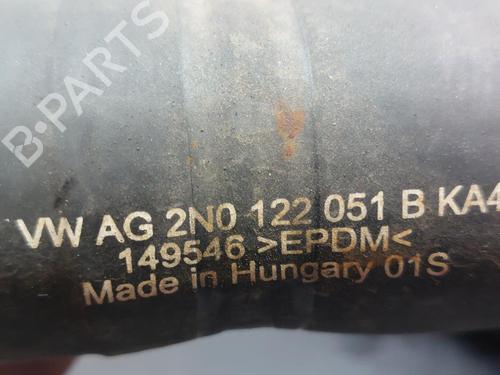 B-PARTS
VW AG 2N0 122 051 B KA4
149546 >EPDM<
Made in Hungary 01S